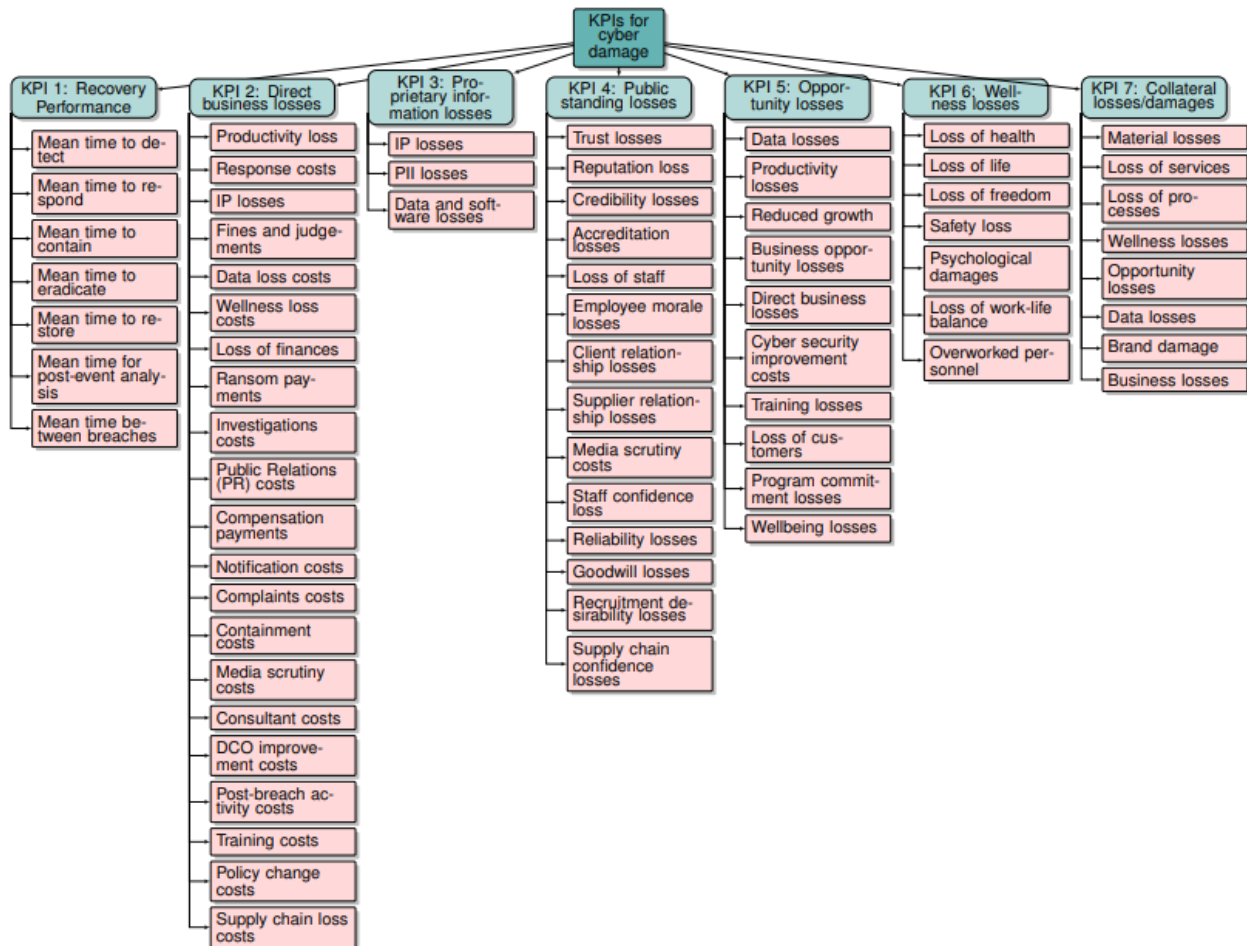 KPIs for
cyber
damage
KPI 1: Recovery
Performance
Mean time to de-
tect
Mean time to re-
spond
Mean time to
contain
Mean time to
eradicate
Mean time to re-
store
Mean time for
post-event analy-
sis
Mean time be-
tween breaches
KPI 2: Direct
business losses
Productivity loss
Response costs
IP losses
Fines and judge-
ments
Data loss costs
Wellness loss
costs
Loss of finances
Ransom pay-
ments
Investigations
costs
Public Relations
(PR) costs
Compensation
payments
Notification costs
Complaints costs
Containment
costs
Media scrutiny
costs
Consultant costs
DCO improve-
ment costs
Post-breach ac-
tivity costs
Training costs
Policy change
costs
Supply chain loss
costs
KPI 3: Pro-
prietary infor-
mation losses
IP losses
PII losses
Data and soft-
ware losses
KPI 4: Public
standing losses
Trust losses
Reputation loss
Credibility losses
Accreditation
losses
Loss of staff
Employee morale
losses
Client relation-
ship losses
Supplier relation-
ship losses
Media scrutiny
costs
Staff confidence
loss
Reliability losses
Goodwill losses
Recruitment de-
sirability losses
Supply chain
confidence
losses
KPI 5: Oppor-
tunity losses
Data losses
Productivity
losses
Reduced growth
Business oppor-
tunity losses
Direct business
losses
Cyber security
improvement
costs
Training losses
Loss of cus-
tomers
Program commit-
ment losses
Wellbeing losses
KPI 6: Well-
ness losses
Loss of health
Loss of life
Loss of freedom
Safety loss
Psychological
damages
Loss of work-life
balance
Overworked per-
sonnel
KPI 7: Collateral
losses/damages
Material losses
Loss of services
Loss of pro-
cesses
Wellness losses
Opportunity
losses
Data losses
Brand damage
Business losses